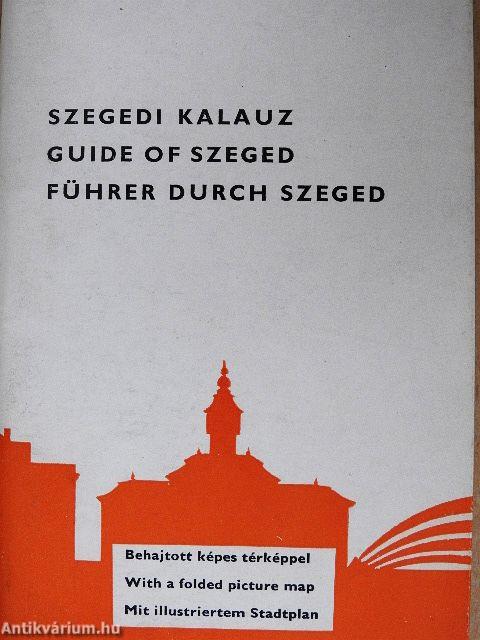 SZEGEDI KALAUZ
GUIDE OF SZEGED
FÜHRER DURCH SZEGED
Behajtott képes térképpel
With a folded picture map
Mit illustriertem Stadtplan
Antikvárium.hu